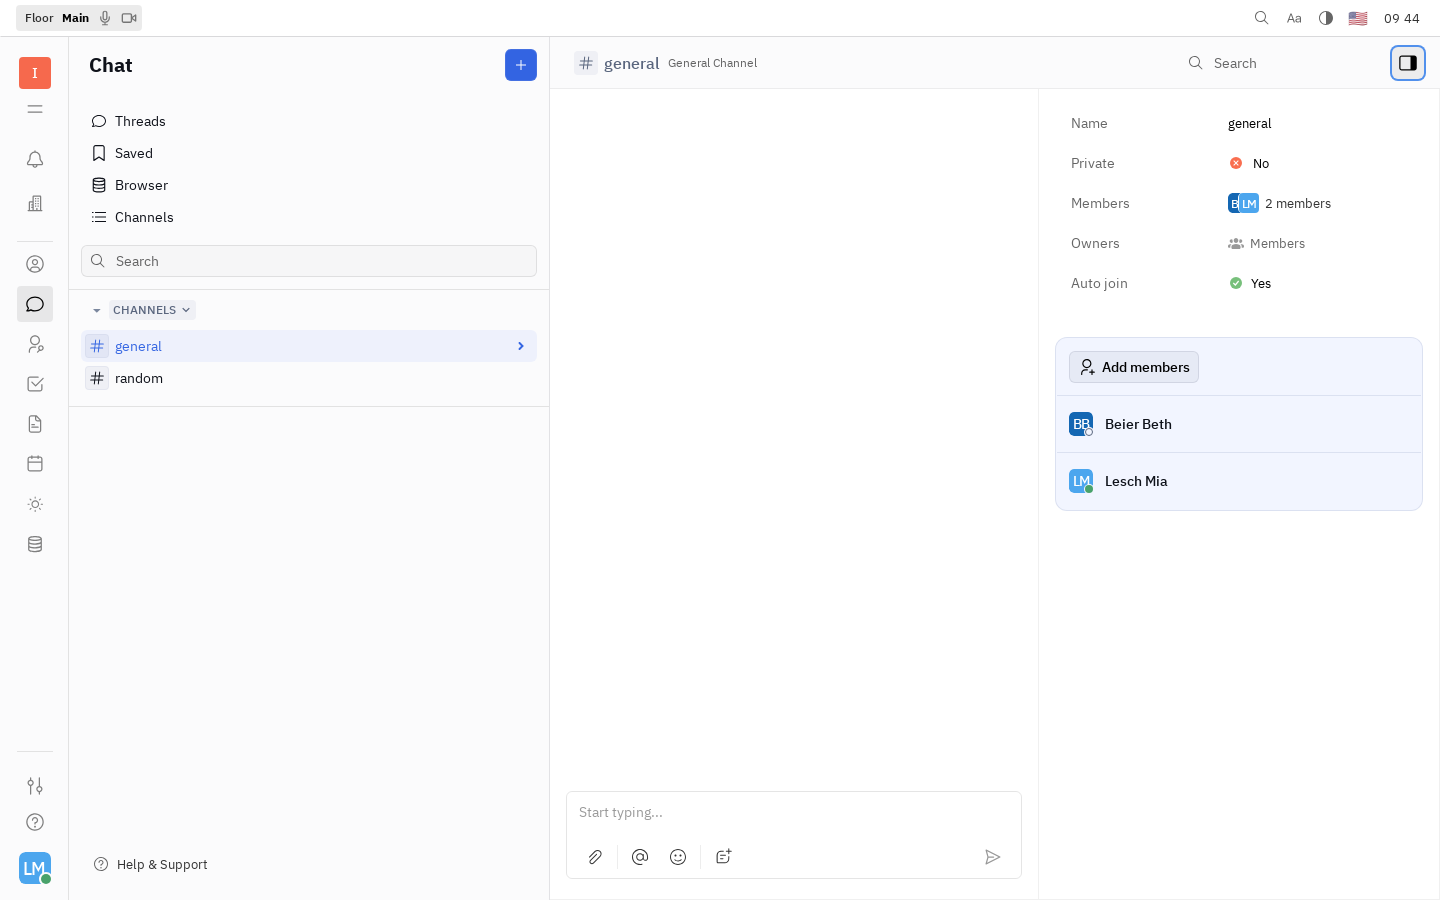 Floor Main
Aa
09 44
I
Chat
general General Channel
Search
Threads
Saved
Browser
Channels
Search
CHANNELS
general
random
Name general
Private No
Members B LM 2 members
Owners Members
Auto join Yes
Add members
BB Beier Beth
LM Lesch Mia
Start typing...
Help & Support
LM